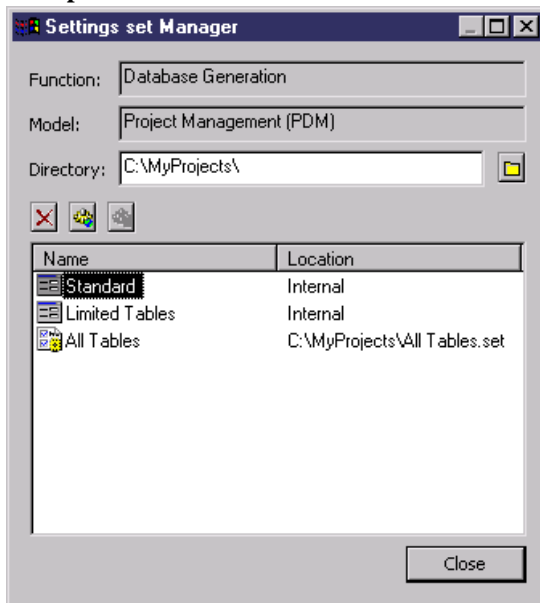 Settings set Manager
Function: Database Generation
Model: Project Management (PDM)
Directory: C:\MyProjects\
Name Location
Standard Internal
Limited Tables Internal
All Tables C:\MyProjects\All Tables.set
Close